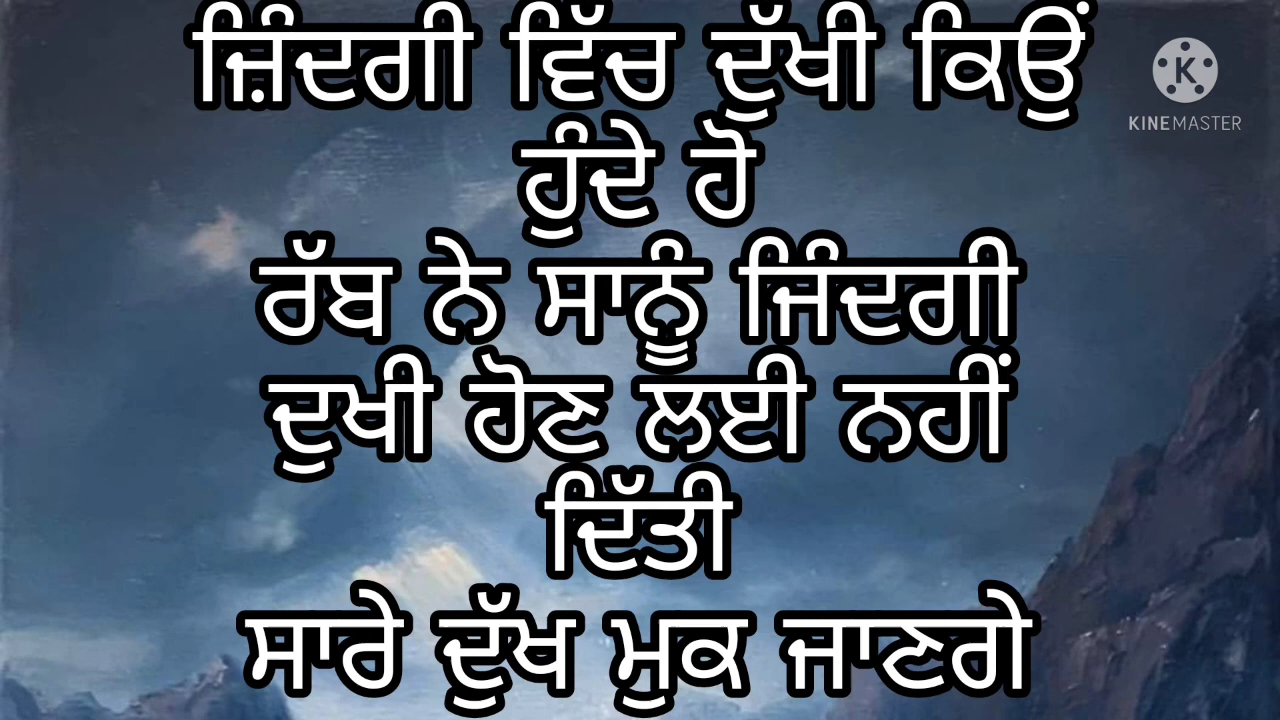 ਜ਼ਿੰਦਗੀ ਵਿੱਚ ਦੁੱਖੀ ਕਿਉਂ
ਹੁੰਦੇ ਹੋ
ਰੱਬ ਨੇ ਸਾਨੂੰ ਜਿੰਦਗੀ
ਦੁਖੀ ਹੋਣ ਲਈ ਨਹੀਂ
ਦਿੱਤੀ
ਸਾਰੇ ਦੁੱਖ ਮੁਕ ਜਾਣਗੇ
K
KINEMASTER